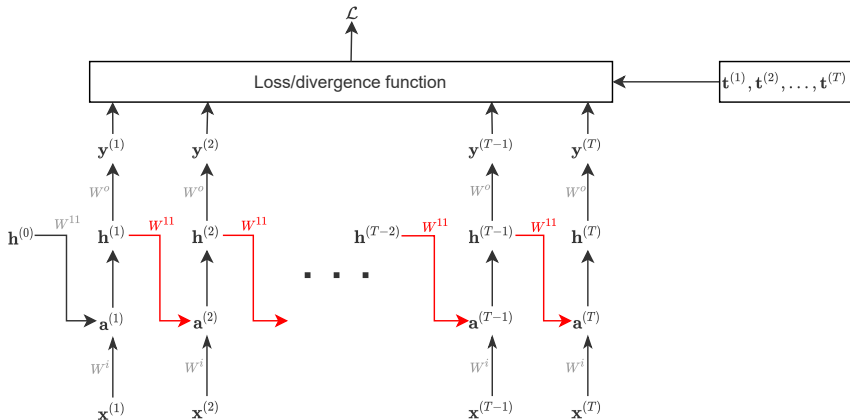 ℒ
Loss/divergence function
𝐭⁽¹⁾, 𝐭⁽²⁾, . . . , 𝐭⁽ᵀ⁾
𝐲⁽¹⁾ 𝐲⁽²⁾ 𝐲⁽ᵀ⁻¹⁾ 𝐲⁽ᵀ⁾
Wᵒ Wᵒ Wᵒ Wᵒ
W¹¹ W¹¹ W¹¹ W¹¹ W¹¹
𝐡⁽⁰⁾ 𝐡⁽¹⁾ 𝐡⁽²⁾ 𝐡⁽ᵀ⁻²⁾ 𝐡⁽ᵀ⁻¹⁾ 𝐡⁽ᵀ⁾
. . .
𝐚⁽¹⁾ 𝐚⁽²⁾ 𝐚⁽ᵀ⁻¹⁾ 𝐚⁽ᵀ⁾
Wⁱ Wⁱ Wⁱ Wⁱ
𝐱⁽¹⁾ 𝐱⁽²⁾ 𝐱⁽ᵀ⁻¹⁾ 𝐱⁽ᵀ⁾